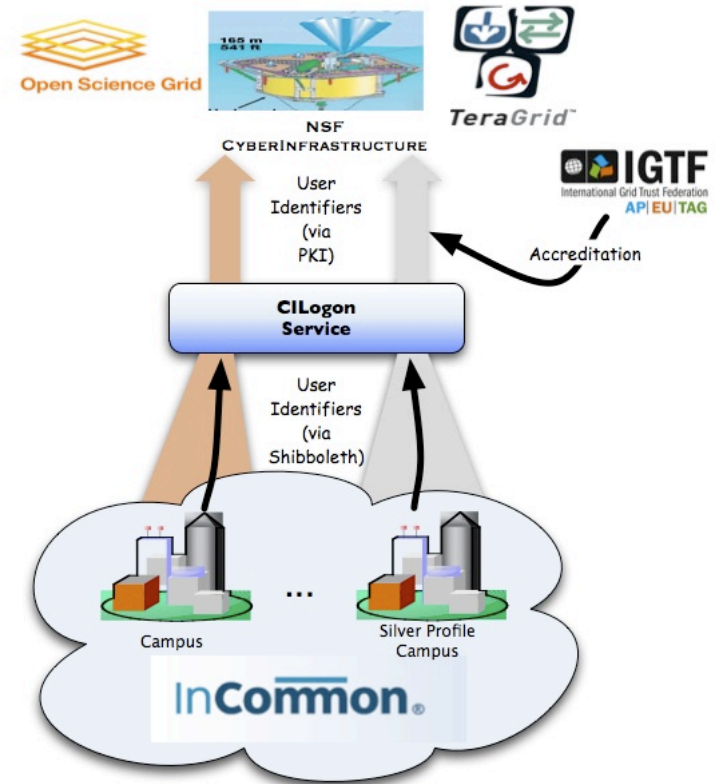 165 m
541 ft
Open Science Grid
TeraGrid™
NSF
CyberInfrastructure
IGTF
International Grid Trust Federation
AP|EU|TAG
User
Identifiers
(via
PKI)
Accreditation
CILogon
Service
User
Identifiers
(via
Shibboleth)
...
Campus
Silver Profile
Campus
InCommon®